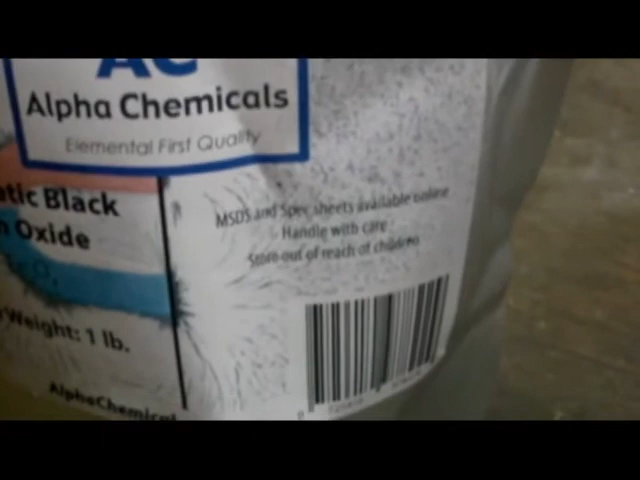 AC
Alpha Chemicals
Elemental First Quality
tic Black
Oxide
Weight: 1 lb.
AlphaChemical
MSDS and Spec sheets available online
Handle with care
Store out of reach of children